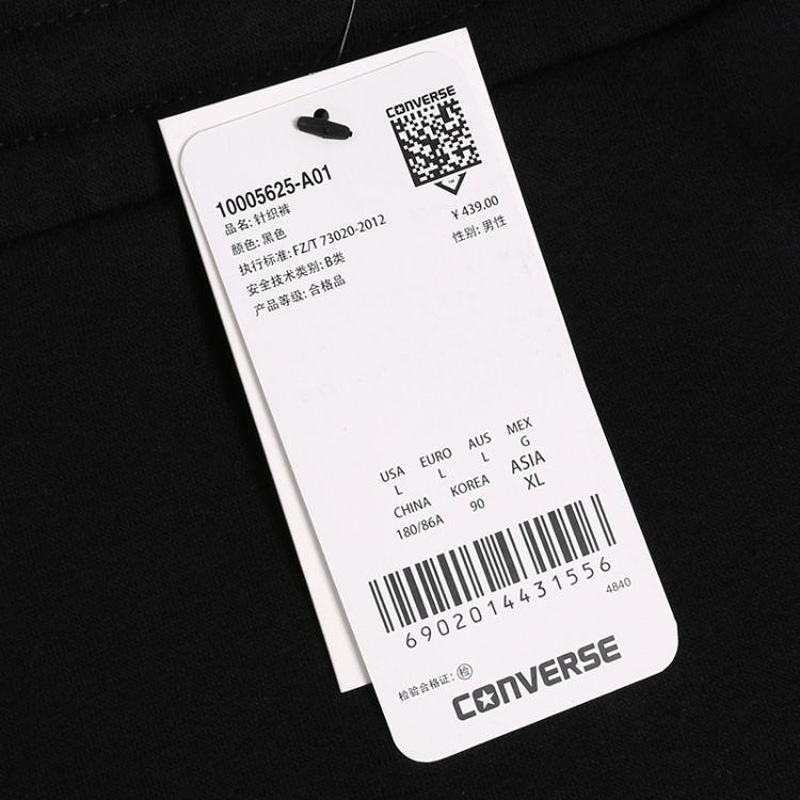 CONVERSE
10005625-A01
品名: 针织裤
颜色: 黑色
¥ 439.00
执行标准: FZ/T 73020-2012
性别: 男性
安全技术类别: B类
产品等级: 合格品
USA EURO AUS MEX
L L L G
CHINA KOREA ASIA
180/86A 90 XL
6902014431556
4840
检验合格证: 检
CONVERSE